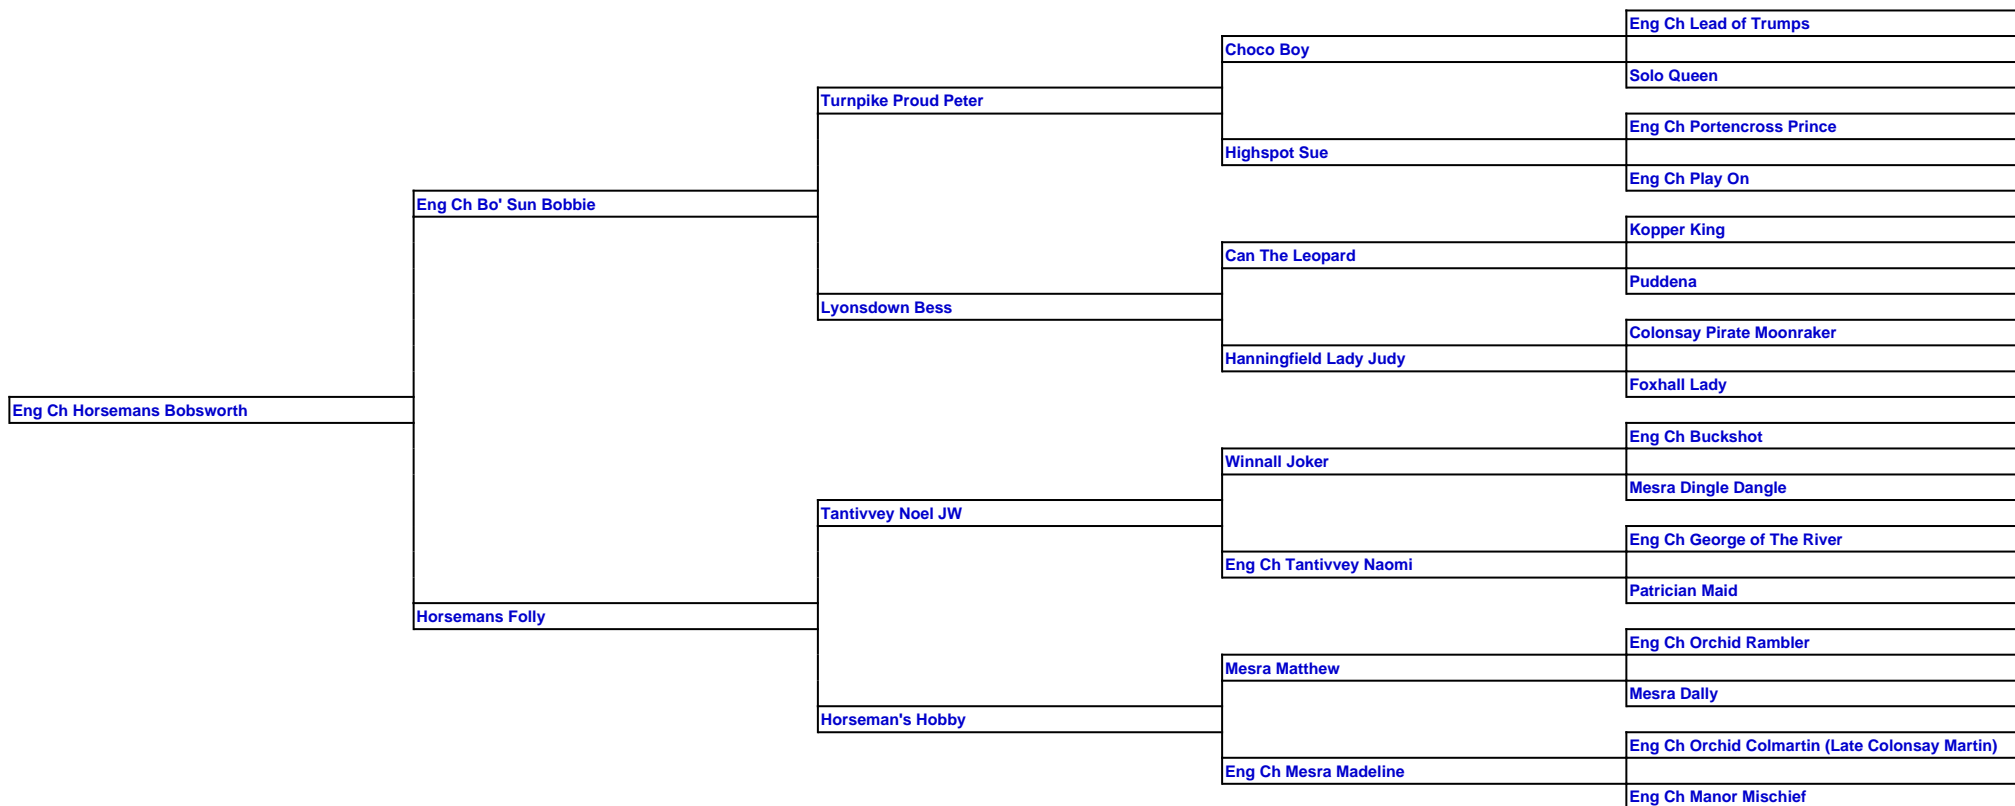 Eng Ch Lead of Trumps
Choco Boy
Solo Queen
Turnpike Proud Peter
Eng Ch Portencross Prince
Highspot Sue
Eng Ch Play On
Eng Ch Bo' Sun Bobbie
Kopper King
Can The Leopard
Puddena
Lyonsdown Bess
Colonsay Pirate Moonraker
Hanningfield Lady Judy
Foxhall Lady
Eng Ch Horsemans Bobsworth
Eng Ch Buckshot
Winnall Joker
Mesra Dingle Dangle
Tantivvey Noel JW
Eng Ch George of The River
Eng Ch Tantivvey Naomi
Patrician Maid
Horsemans Folly
Eng Ch Orchid Rambler
Mesra Matthew
Mesra Dally
Horseman's Hobby
Eng Ch Orchid Colmartin (Late Colonsay Martin)
Eng Ch Mesra Madeline
Eng Ch Manor Mischief